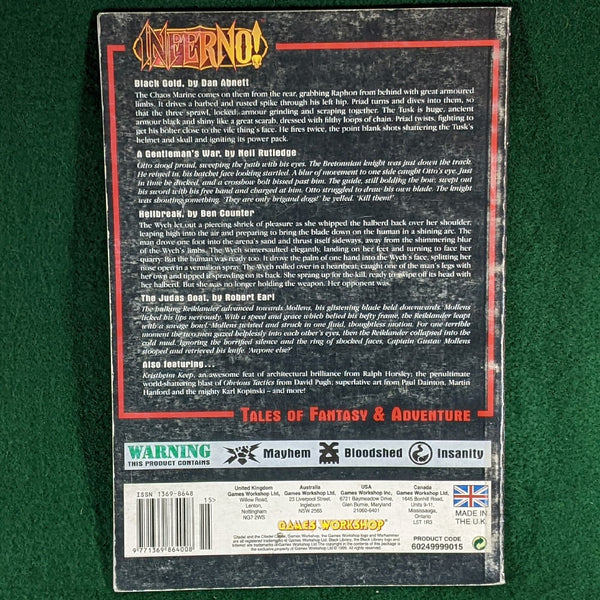 INFERNO!
Black Gold, by Dan Abnett
The Chaos Marine comes on them from the rear, grabbing Raphon from behind with great armoured
limbs. It drives a barbed and rusted spike through his left hip. Priad turns and dives into them, so
that the three sprawl, locked, armour grinding and scraping together. The Tusk is huge, ancient
armour black and shiny like a great scarab, dressed with filthy loops of chain. Priad twists, fighting to
get his bolter close to the vile thing's face. He fires twice, the point blank shots shattering the Tusk's
helmet and skull and igniting its power pack.
A Gentleman's War, by Neil Rutledge
Otto stood proud, sweeping the path with his eyes. The Bretonnian knight was just down the track.
He reined in, his hatchet face looking startled. A blur of movement to one side caught Otto's eye. Just
in time he ducked, and a crossbow bolt hissed past him. The guide, still holding the bow, swept out
his sword with his free hand and charged at him. Otto struggled to draw his own blade. The knight
was shouting something. 'They are only brigand dogs!' he yelled. 'Kill them!'
Hellbreak, by Ben Counter
The Wych let out a piercing shriek of pleasure as she whipped the halberd back over her shoulder,
leaping high into the air and preparing to bring the blade down on the human in a shining arc. The
man drove one foot into the arena's sand and thrust itself sideways, away from the shimmering blur
of the Wych's limbs. The Wych somersaulted elegantly, landing on her feet and turning to face her
quarry. But the human was ready too. It drove the palm of one hand into the Wych's face, splitting her
nose open in a vermilion spray. The Wych rolled over in a heartbeat, caught one of the man's legs with
her own and tipped it sprawling on its back. She sprang up for the kill, ready to swipe off its head with
her halberd. But she was no longer holding the weapon. Her opponent was.
The Judas Goat, by Robert Earl
The hulking Reiklander advanced towards Mollens, his glistening blade held downwards. Mollens
licked his lips nervously. With a speed and grace which belied his hefty frame, the Reiklander leapt
with a savage howl. Mollens twisted and struck in one fluid, thoughtless motion. For one terrible
moment the two men gazed helplessly into each other's eyes, then the Reiklander collapsed into the
cold mud. Ignoring the horrified silence and the ring of shocked faces, Captain Gustav Mollens
stooped and retrieved his knife. 'Anyone else?'
Also featuring...
Kristheim Keep, an awesome feat of architectural brilliance from Ralph Horsley; the penultimate
world-shattering blast of Obvious Tactics from David Pugh; superlative art from Paul Dainton, Martin
Hanford and the mighty Karl Kopinski – and more!
TALES OF FANTASY & ADVENTURE
WARNING
THIS PRODUCT CONTAINS
Mayhem
Bloodshed
Insanity
ISSN 1369-8648
15
9 771369 864008
United Kingdom
Games Workshop Ltd,
Willow Road,
Lenton,
Nottingham
NG7 2WS
Australia
Games Workshop Ltd,
23 Liverpool Street,
Ingleburn
NSW 2565
USA
Games Workshop Inc,
6721 Baymeadow Drive,
Glen Burnie, Maryland
21060-6401
Canada
Games Workshop Ltd,
1645 Bonhill Road,
Units 9-11,
Mississauga,
Ontario
L5T 1R3
GAMES WORKSHOP
MADE IN
THE U.K.
PRODUCT CODE
60249999015